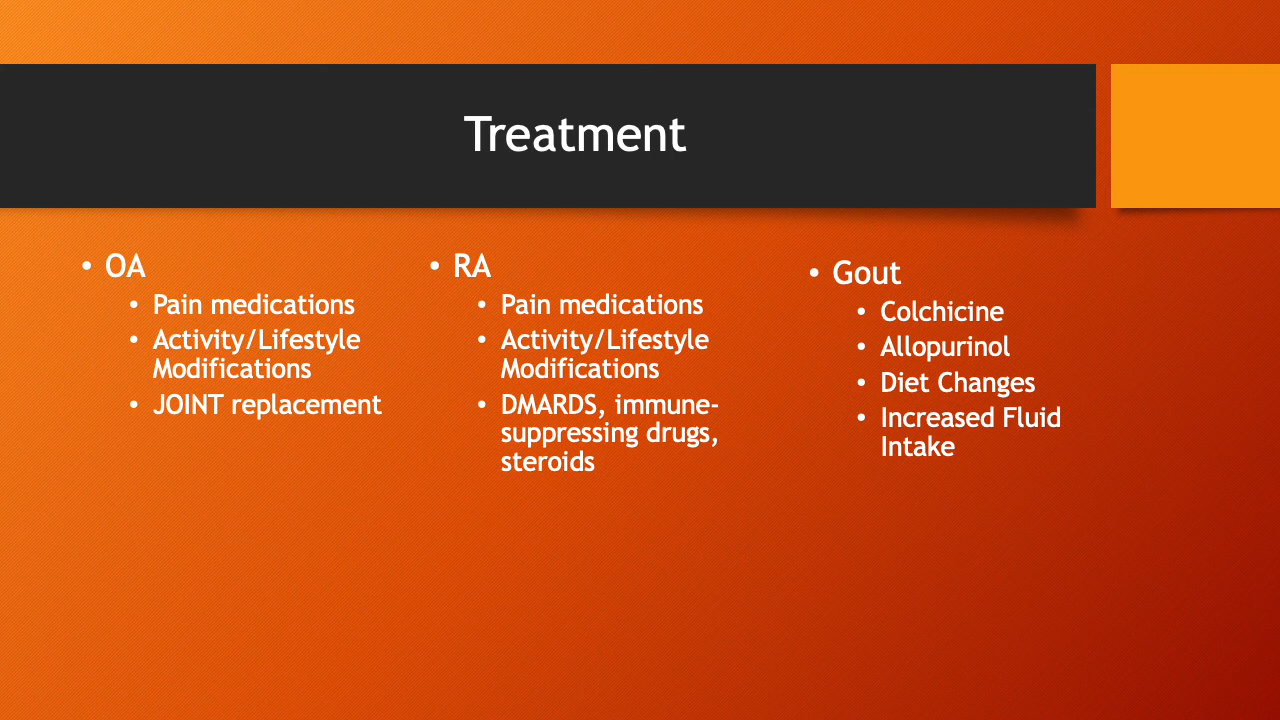 Treatment
• OA
• Pain medications
• Activity/Lifestyle
Modifications
• JOINT replacement
• RA
• Pain medications
• Activity/Lifestyle
Modifications
• DMARDS, immune-
suppressing drugs,
steroids
• Gout
• Colchicine
• Allopurinol
• Diet Changes
• Increased Fluid
Intake